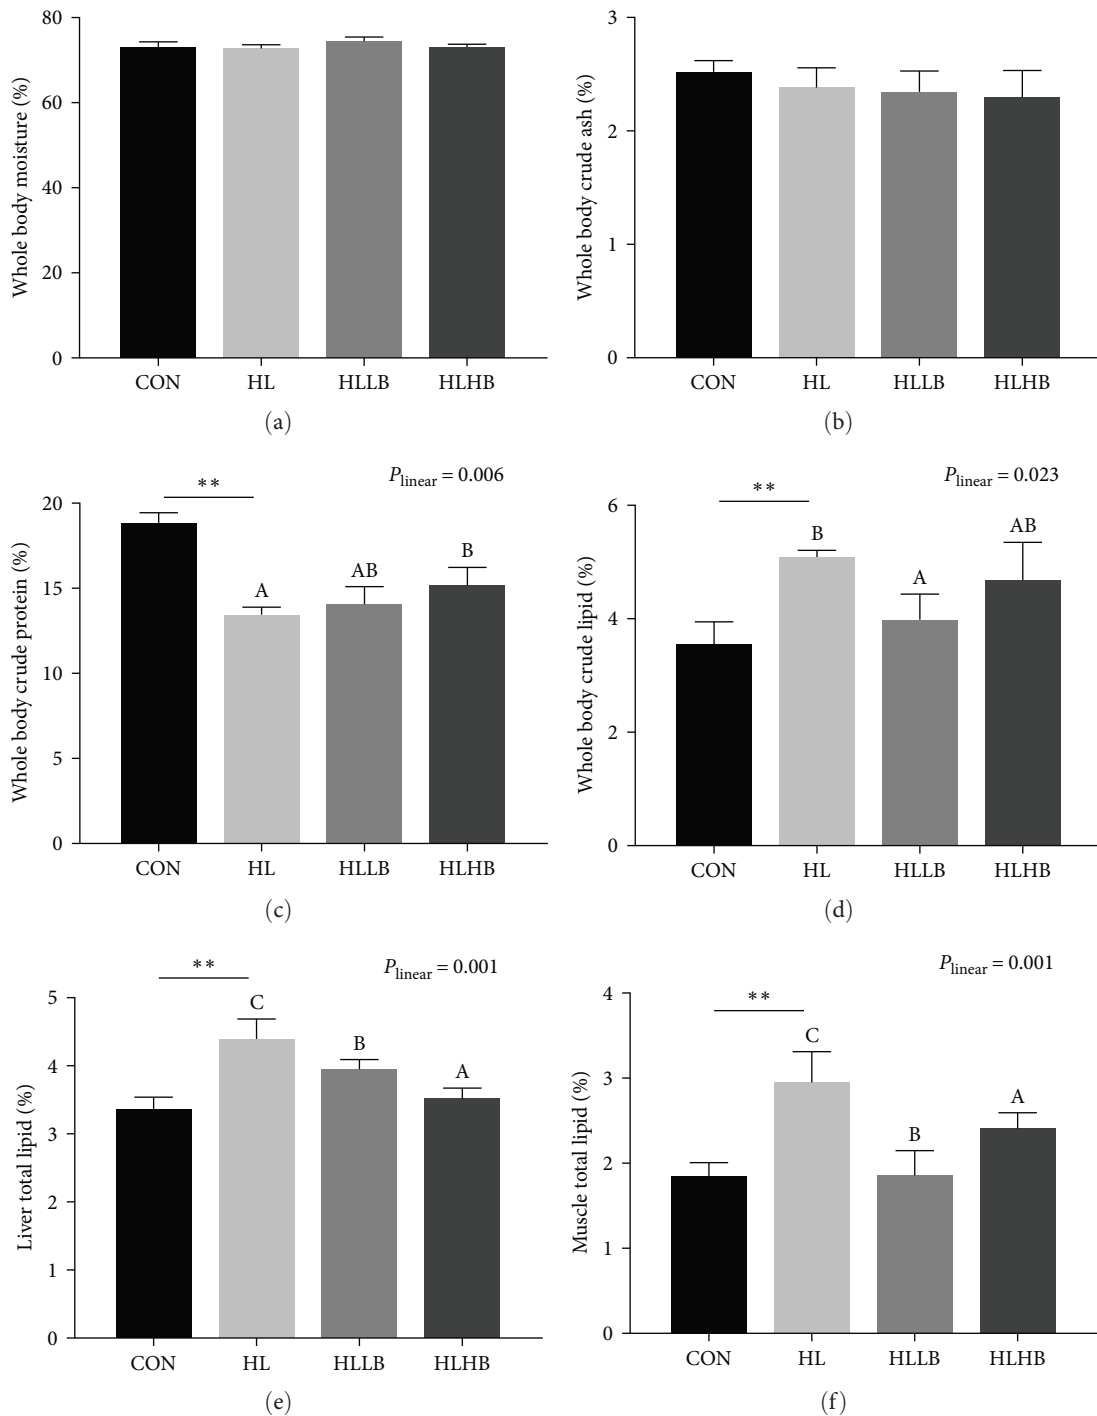 80
60
40
20
0
Whole body moisture (%)
CON HL HLLB HLHB
(a)
3
2
1
0
Whole body crude ash (%)
CON HL HLLB HLHB
(b)
P linear = 0.006
**
20
15
10
5
0
Whole body crude protein (%)
A
AB
B
CON HL HLLB HLHB
(c)
P linear = 0.023
**
6
4
2
0
Whole body crude lipid (%)
B
A
AB
CON HL HLLB HLHB
(d)
P linear = 0.001
**
5
4
3
2
1
0
Liver total lipid (%)
C
B
A
CON HL HLLB HLHB
(e)
P linear = 0.001
**
4
3
2
1
0
Muscle total lipid (%)
C
B
A
CON HL HLLB HLHB
(f)